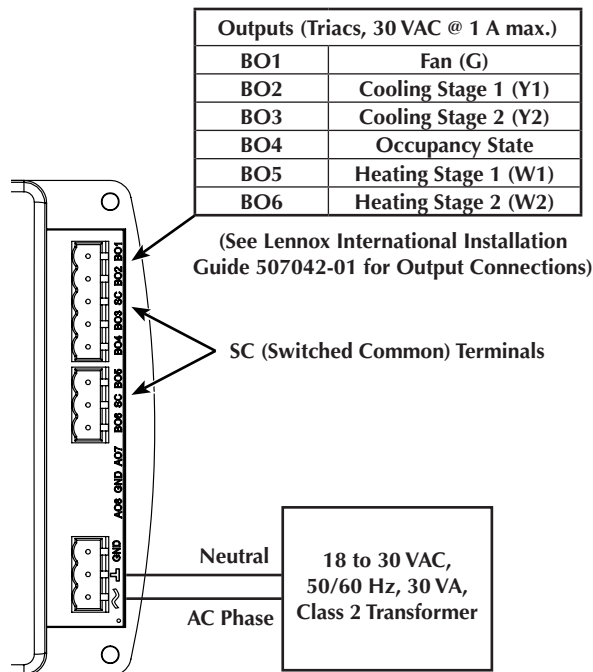 Outputs (Triacs, 30 VAC @ 1 A max.)
BO1 Fan (G)
BO2 Cooling Stage 1 (Y1)
BO3 Cooling Stage 2 (Y2)
BO4 Occupancy State
BO5 Heating Stage 1 (W1)
BO6 Heating Stage 2 (W2)
(See Lennox International Installation
Guide 507042-01 for Output Connections)
BO4 BO3 SC BO2 BO1
SC (Switched Common) Terminals
BO6 SC BO5
AO8 GND AO7
GND
Neutral
AC Phase
18 to 30 VAC,
50/60 Hz, 30 VA,
Class 2 Transformer